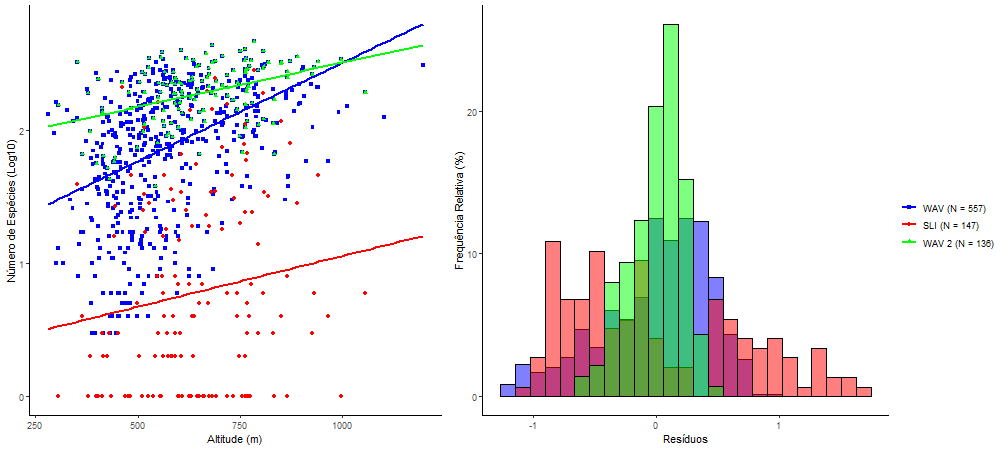 Número de Espécies (Log10)
2
1
0
250
500
750
1000
Altitude (m)
Frequência Relativa (%)
20
10
0
-1
0
1
Resíduos
WAV (N = 557)
SLI (N = 147)
WAV 2 (N = 136)